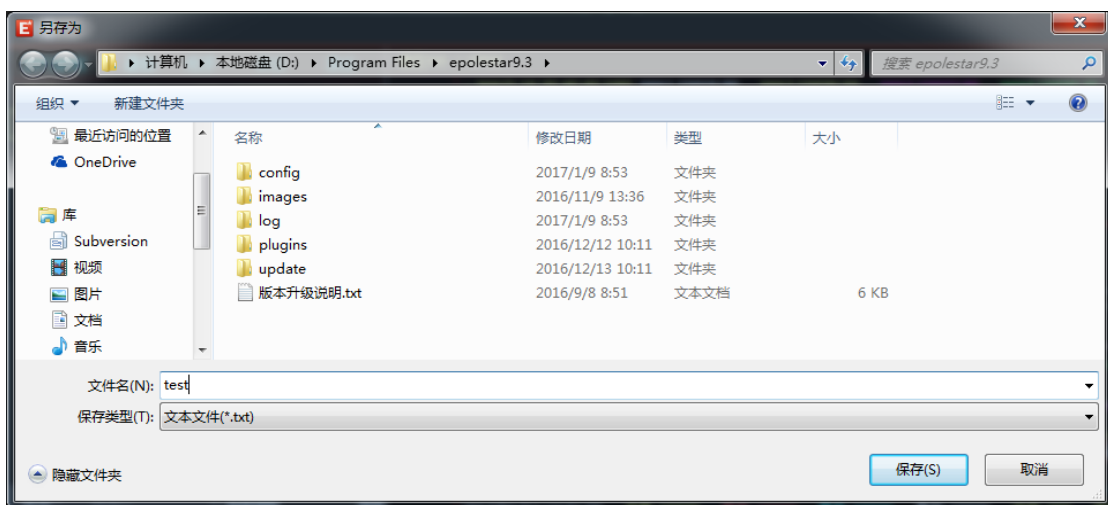 E 另存为
计算机 本地磁盘 (D:) Program Files epolestar9.3 搜索 epolestar9.3
组织 新建文件夹
名称 修改日期 类型 大小
最近访问的位置
OneDrive
库
Subversion
视频
图片
文档
音乐
config 2017/1/9 8:53 文件夹
images 2016/11/9 13:36 文件夹
log 2017/1/9 8:53 文件夹
plugins 2016/12/12 10:11 文件夹
update 2016/12/13 10:11 文件夹
版本升级说明.txt 2016/9/8 8:51 文本文档 6 KB
文件名(N): test
保存类型(T): 文本文件(*.txt)
隐藏文件夹 保存(S) 取消